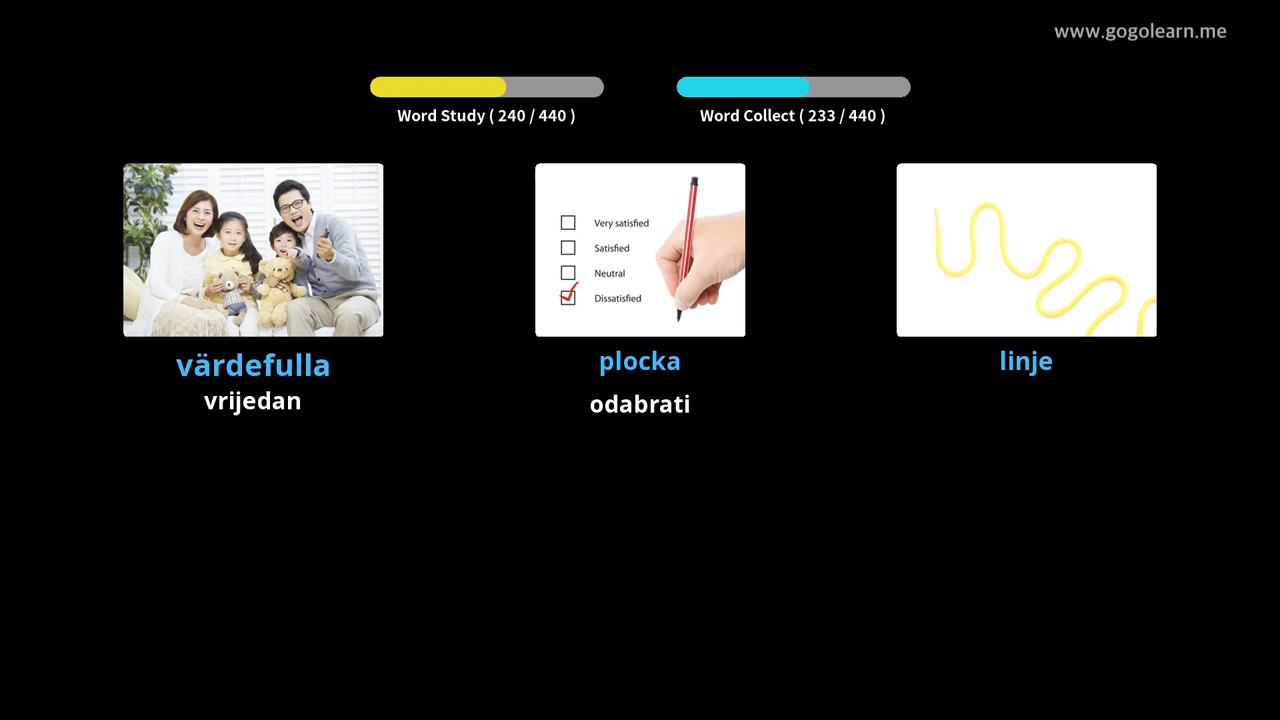 www.gogolearn.me
Word Study ( 240 / 440 )
Word Collect ( 233 / 440 )
Very satisfied
Satisfied
Neutral
Dissatisfied
värdefulla
vrijedan
plocka
odabrati
linje